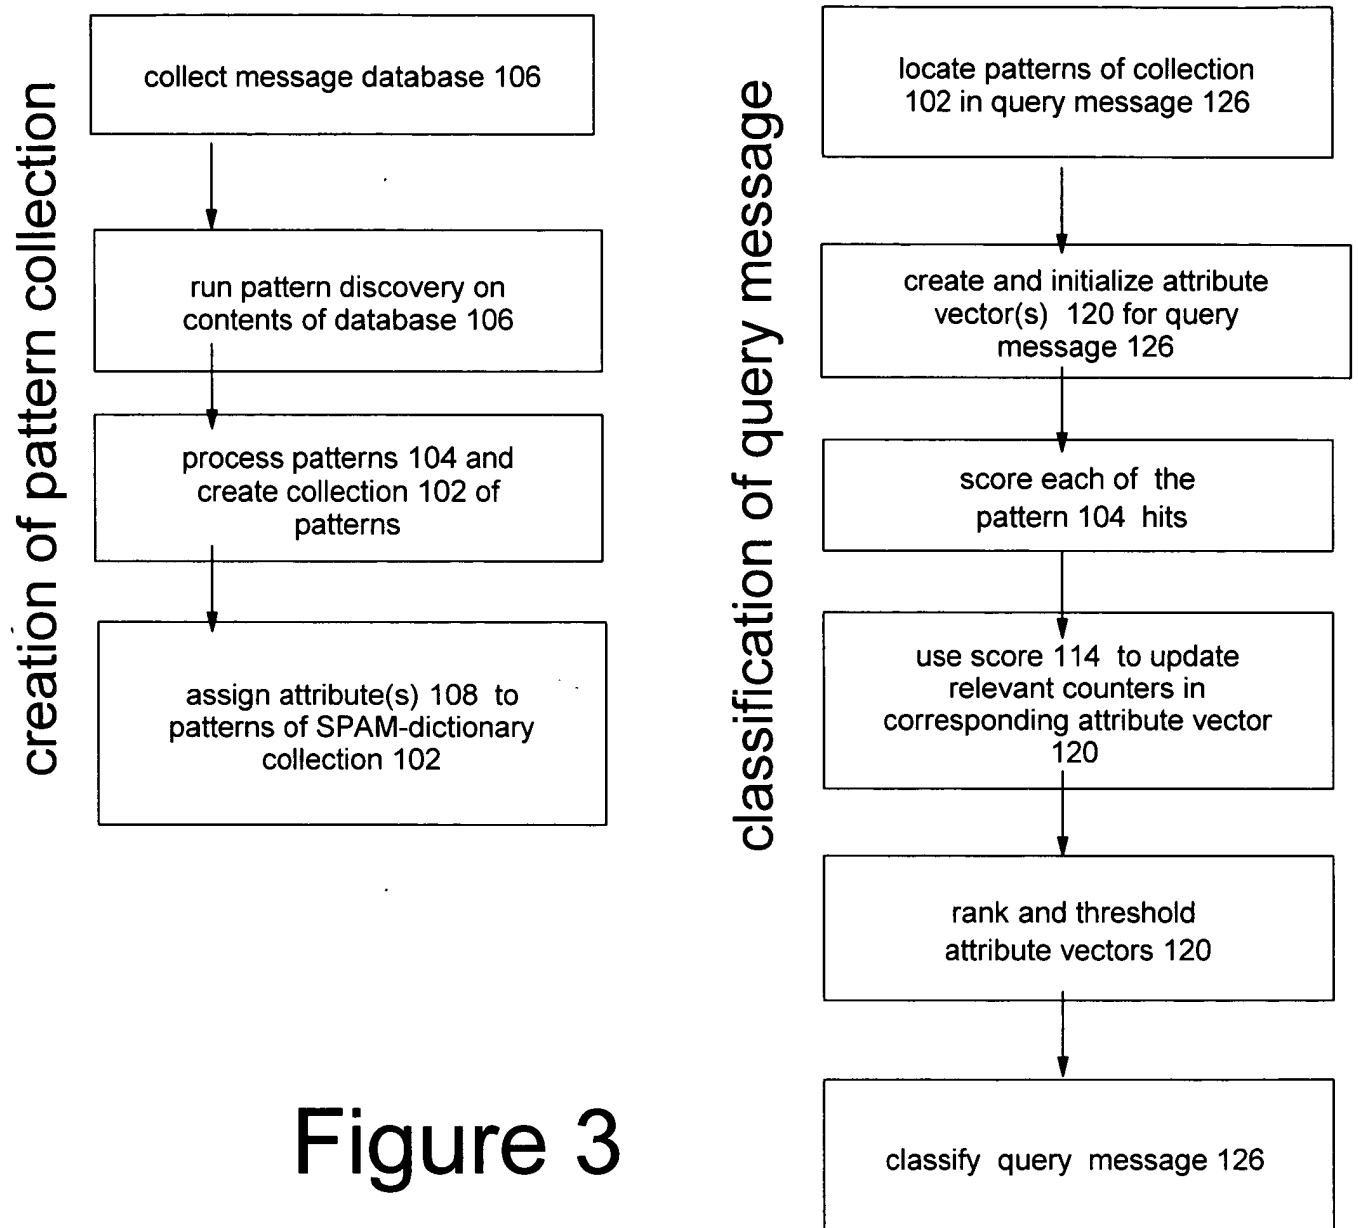 creation of pattern collection
collect message database 106
run pattern discovery on
contents of database 106
process patterns 104 and
create collection 102 of
patterns
assign attribute(s) 108 to
patterns of SPAM-dictionary
collection 102
classification of query message
locate patterns of collection
102 in query message 126
create and initialize attribute
vector(s) 120 for query
message 126
score each of the
pattern 104 hits
use score 114 to update
relevant counters in
corresponding attribute vector
120
rank and threshold
attribute vectors 120
classify query message 126
Figure 3